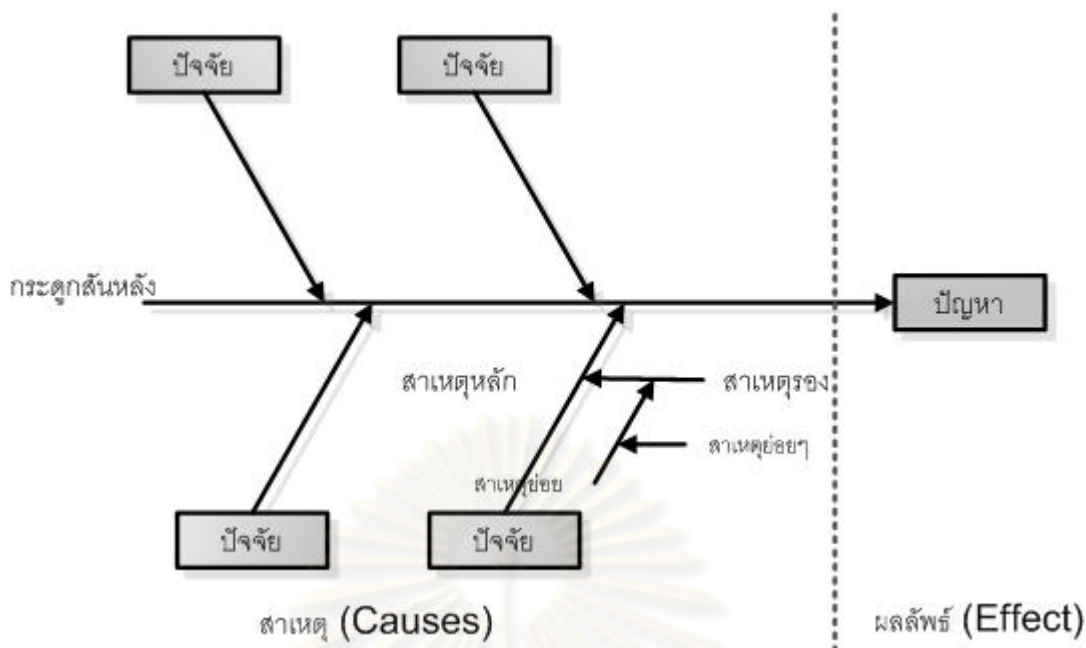 ปัจจัย
ปัจจัย
กระดูกสันหลัง
ปัญหา
สาเหตุหลัก
สาเหตุรอง
สาเหตุย่อยๆ
สาเหตุย่อย
ปัจจัย
ปัจจัย
สาเหตุ (Causes)
ผลลัพธ์ (Effect)